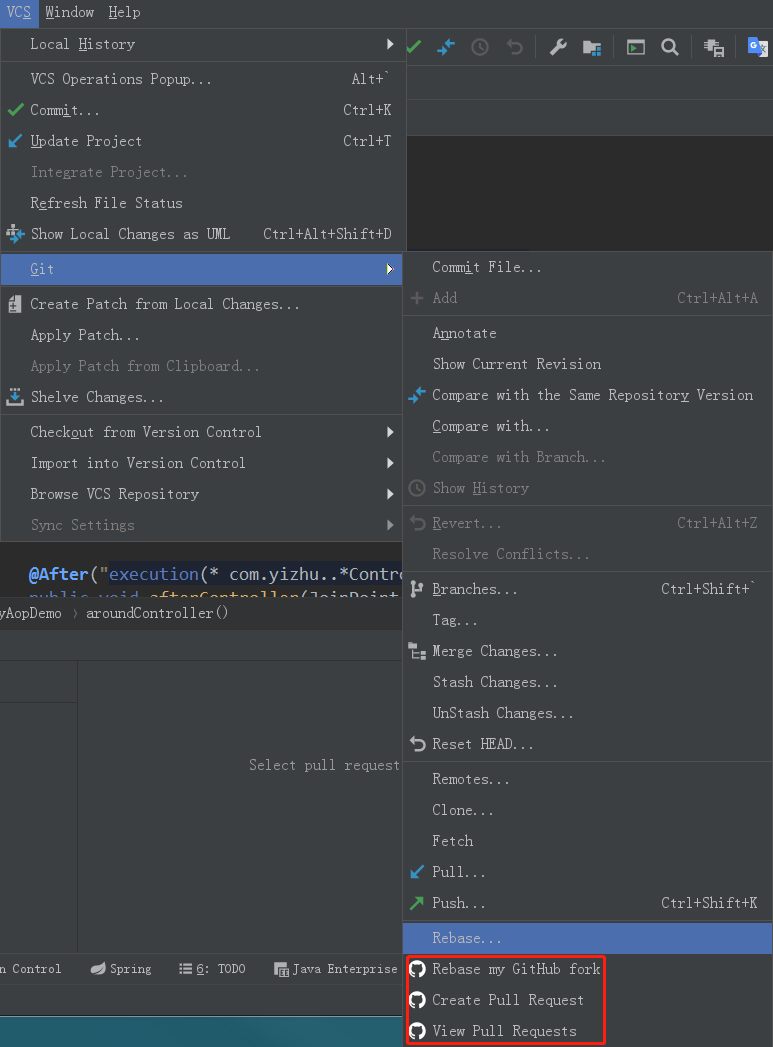 VCS Window Help
Local History
VCS Operations Popup... Alt+`
Commit... Ctrl+K
Update Project Ctrl+T
Integrate Project...
Refresh File Status
Show Local Changes as UML Ctrl+Alt+Shift+D
Git
Create Patch from Local Changes...
Apply Patch...
Apply Patch from Clipboard...
Shelve Changes...
Checkout from Version Control
Import into Version Control
Browse VCS Repository
Sync Settings
Commit File...
Add Ctrl+Alt+A
Annotate
Show Current Revision
Compare with the Same Repository Version
Compare with...
Compare with Branch...
Show History
Revert... Ctrl+Alt+Z
Resolve Conflicts...
Branches... Ctrl+Shift+`
Tag...
Merge Changes...
Stash Changes...
UnStash Changes...
Reset HEAD...
Remotes...
Clone...
Fetch
Pull...
Push... Ctrl+Shift+K
Rebase...
Rebase my GitHub fork
Create Pull Request
View Pull Requests
@After("execution(* com.yizhu..*Contro
public void afterController(JoinPoint
yAopDemo › aroundController()
Select pull request
n Control Spring 6: TODO Java Enterprise